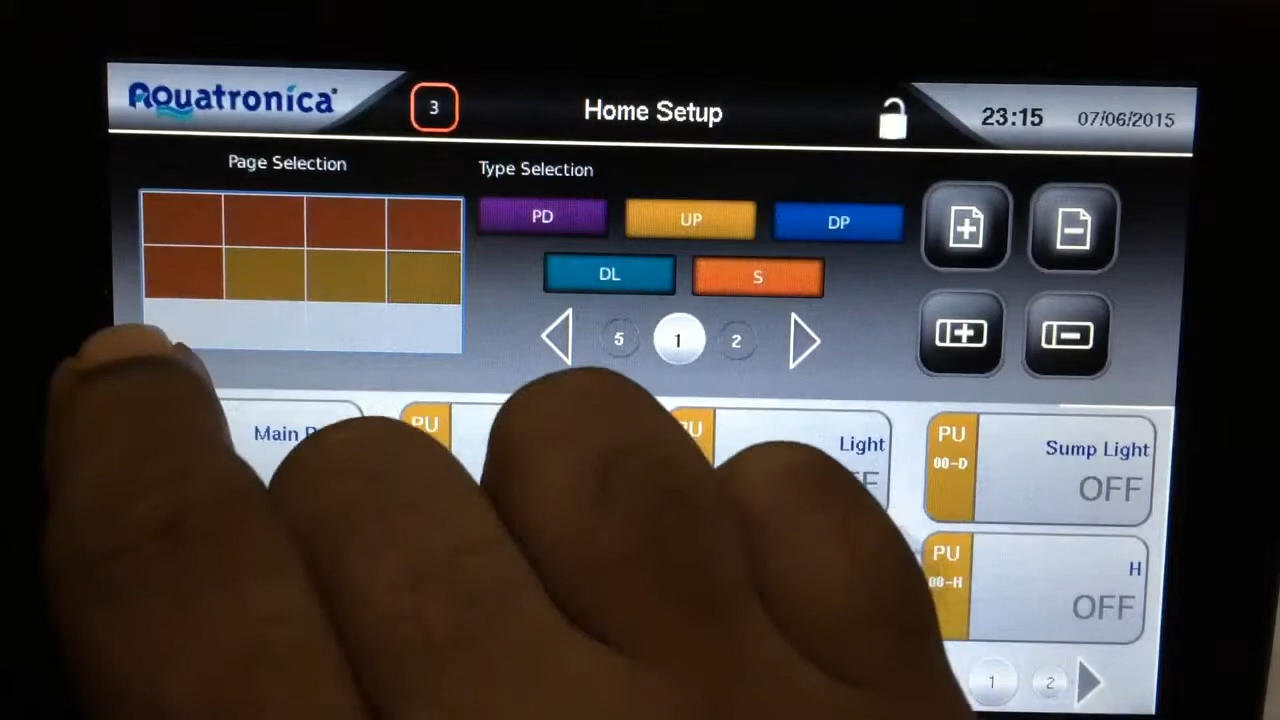 Aquatronica
3
Home Setup
23:15
07/06/2015
Page Selection
Type Selection
PD
UP
DP
DL
S
5
1
2
Main
PU
Light
PU
00-D
Sump Light
OFF
PU
00-H
H
OFF
1
2